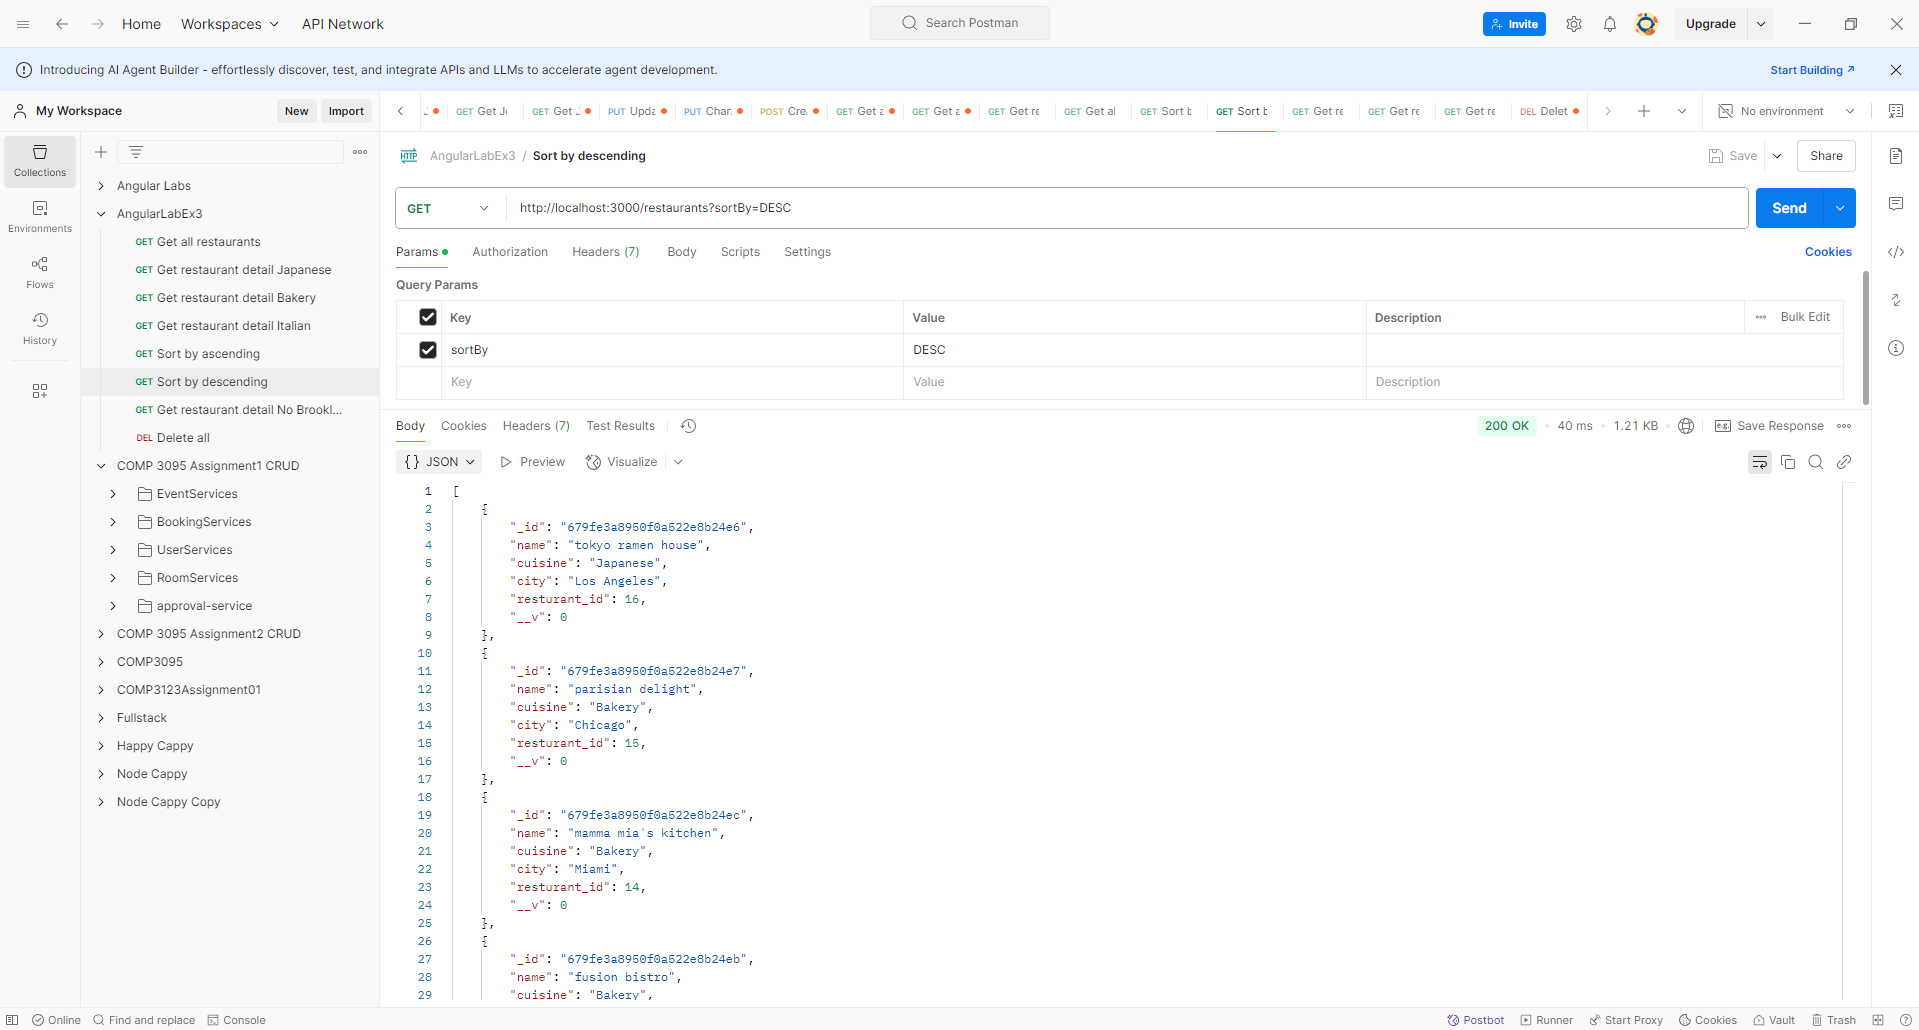 Home Workspaces API Network Search Postman Invite Upgrade
Introducing AI Agent Builder - effortlessly discover, test, and integrate APIs and LLMs to accelerate agent development. Start Building
My Workspace New Import
GET Get J GET Get PUT Upda PUT Char POST Cre GET Get a GET Get a GET Get re GET Get al GET Sort b GET Sort b GET Get re GET Get re GET Get re DEL Delet No environment
Collections
Environments
Flows
History
Angular Labs
AngularLabEx3
GET Get all restaurants
GET Get restaurant detail Japanese
GET Get restaurant detail Bakery
GET Get restaurant detail Italian
GET Sort by ascending
GET Sort by descending
GET Get restaurant detail No Brookl...
DEL Delete all
COMP 3095 Assignment1 CRUD
EventServices
BookingServices
UserServices
RoomServices
approval-service
COMP 3095 Assignment2 CRUD
COMP3095
COMP3123Assignment01
Fullstack
Happy Cappy
Node Cappy
Node Cappy Copy
HTTP AngularLabEx3 / Sort by descending Save Share
GET http://localhost:3000/restaurants?sortBy=DESC Send
Params Authorization Headers (7) Body Scripts Settings Cookies
Query Params
Key Value Description Bulk Edit
sortBy DESC
Key Value Description
Body Cookies Headers (7) Test Results 200 OK 40 ms 1.21 KB e.g. Save Response
{} JSON Preview Visualize
1 [
2 {
3 "_id": "679fe3a8950f0a522e8b24e6",
4 "name": "tokyo ramen house",
5 "cuisine": "Japanese",
6 "city": "Los Angeles",
7 "resturant_id": 16,
8 "__v": 0
9 },
10 {
11 "_id": "679fe3a8950f0a522e8b24e7",
12 "name": "parisian delight",
13 "cuisine": "Bakery",
14 "city": "Chicago",
15 "resturant_id": 15,
16 "__v": 0
17 },
18 {
19 "_id": "679fe3a8950f0a522e8b24ec",
20 "name": "mamma mia's kitchen",
21 "cuisine": "Bakery",
22 "city": "Miami",
23 "resturant_id": 14,
24 "__v": 0
25 },
26 {
27 "_id": "679fe3a8950f0a522e8b24eb",
28 "name": "fusion bistro",
29 "cuisine": "Bakery",
Online Find and replace Console Postbot Runner Start Proxy Cookies Vault Trash